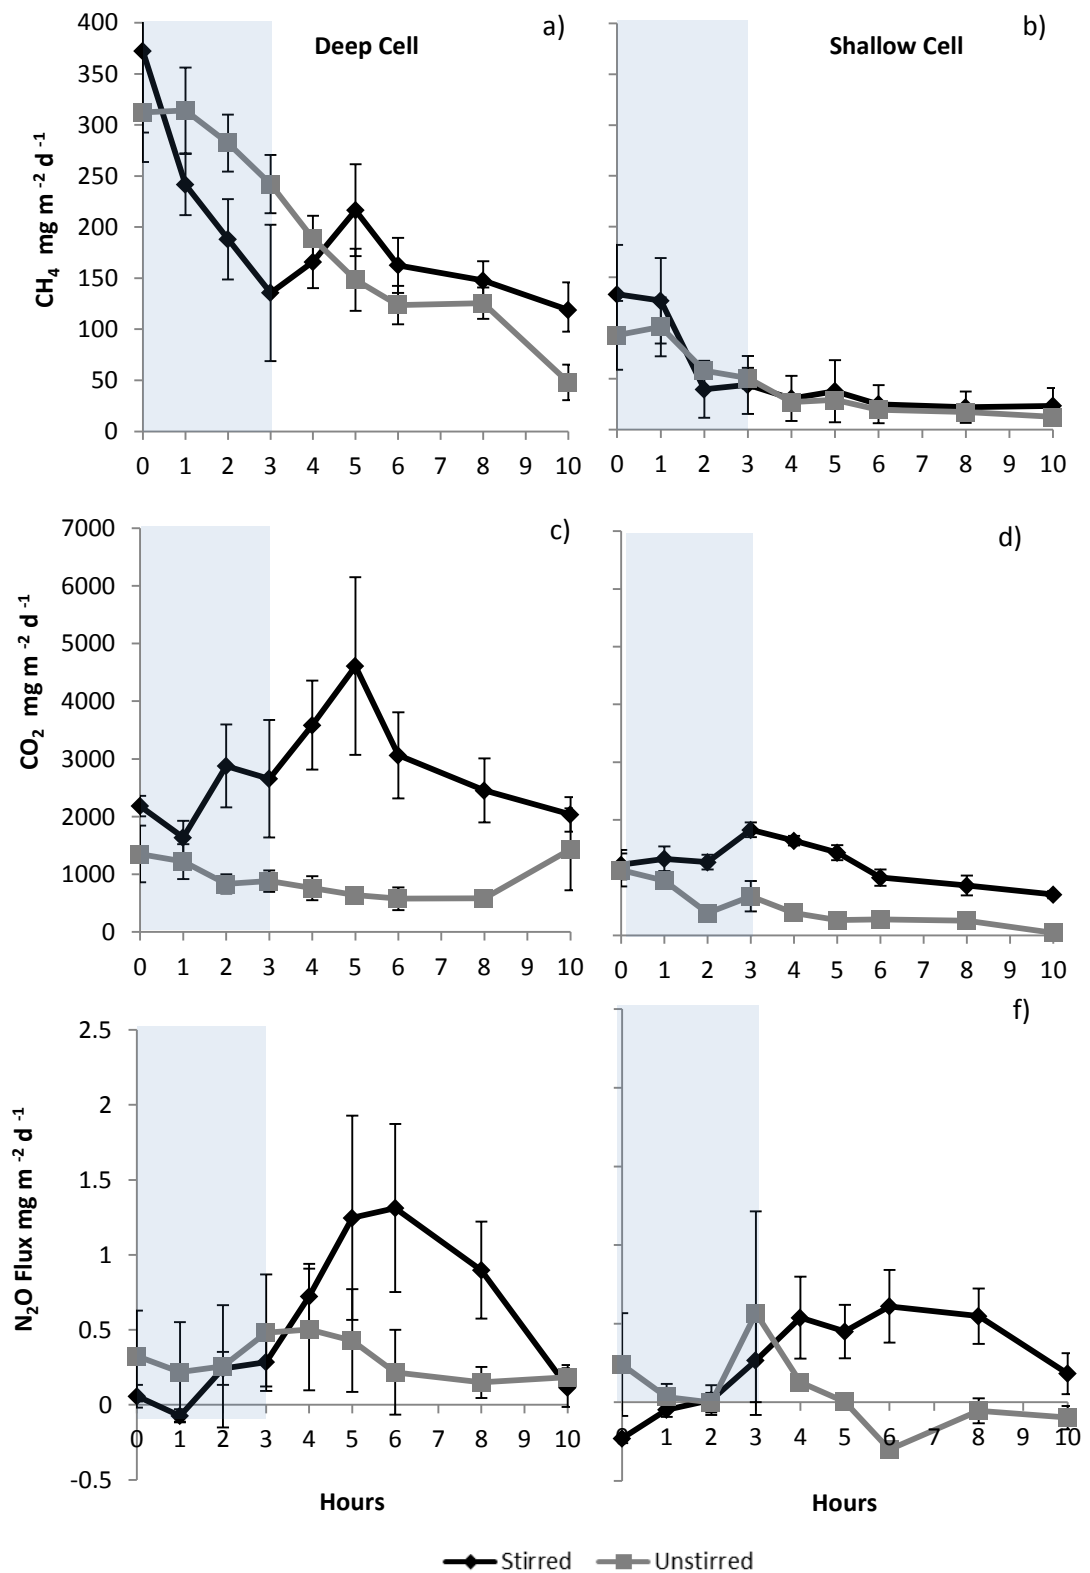 Deep Cell
a)
Shallow Cell
b)
CH4 mg m -2 d -1
400
350
300
250
200
150
100
50
0
0 1 2 3 4 5 6 7 8 9 10
0 1 2 3 4 5 6 7 8 9 10
c)
d)
CO2 mg m -2 d -1
7000
6000
5000
4000
3000
2000
1000
0
0 1 2 3 4 5 6 7 8 9 10
0 1 2 3 4 5 6 7 8 9 10
f)
N2O Flux mg m -2 d -1
2.5
2
1.5
1
0.5
0
-0.5
0 1 2 3 4 5 6 7 8 9 10
0 1 2 3 4 5 6 7 8 9 10
Hours
Hours
Stirred Unstirred